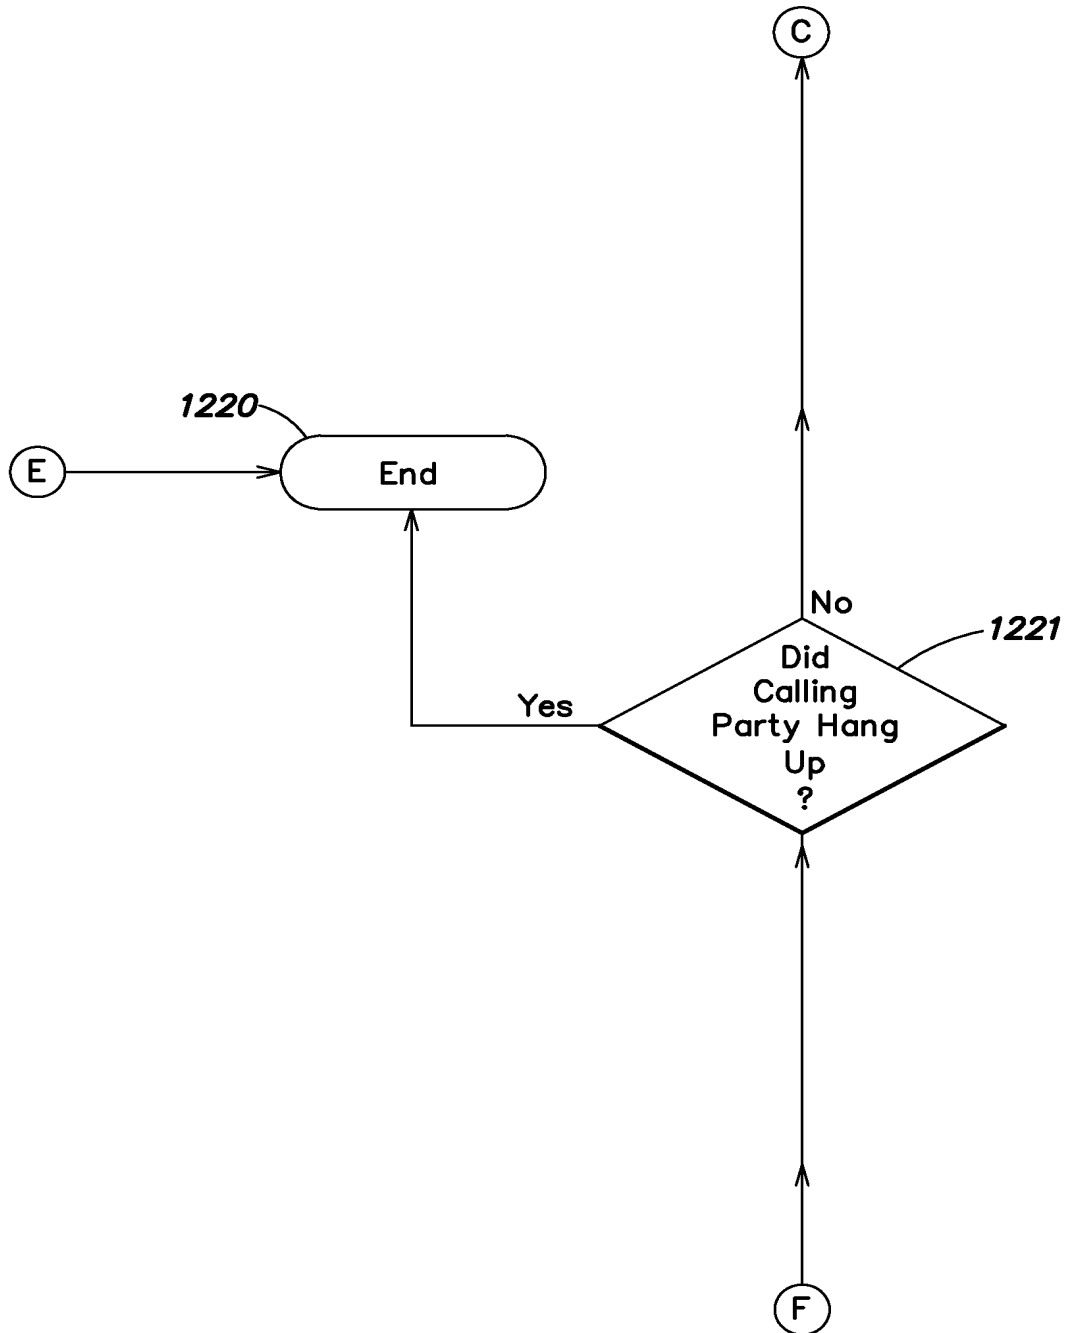 C
1220
E
End
No
1221
Did
Calling
Yes
Party Hang
Up
?
F